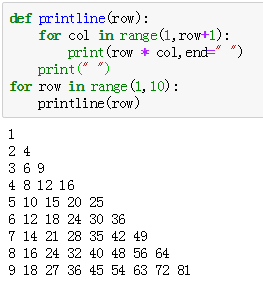 def printline(row):
    for col in range(1,row+1):
        print(row * col,end=" ")
    print(" ")
for row in range(1,10):
    printline(row)
1
2 4
3 6 9
4 8 12 16
5 10 15 20 25
6 12 18 24 30 36
7 14 21 28 35 42 49
8 16 24 32 40 48 56 64
9 18 27 36 45 54 63 72 81